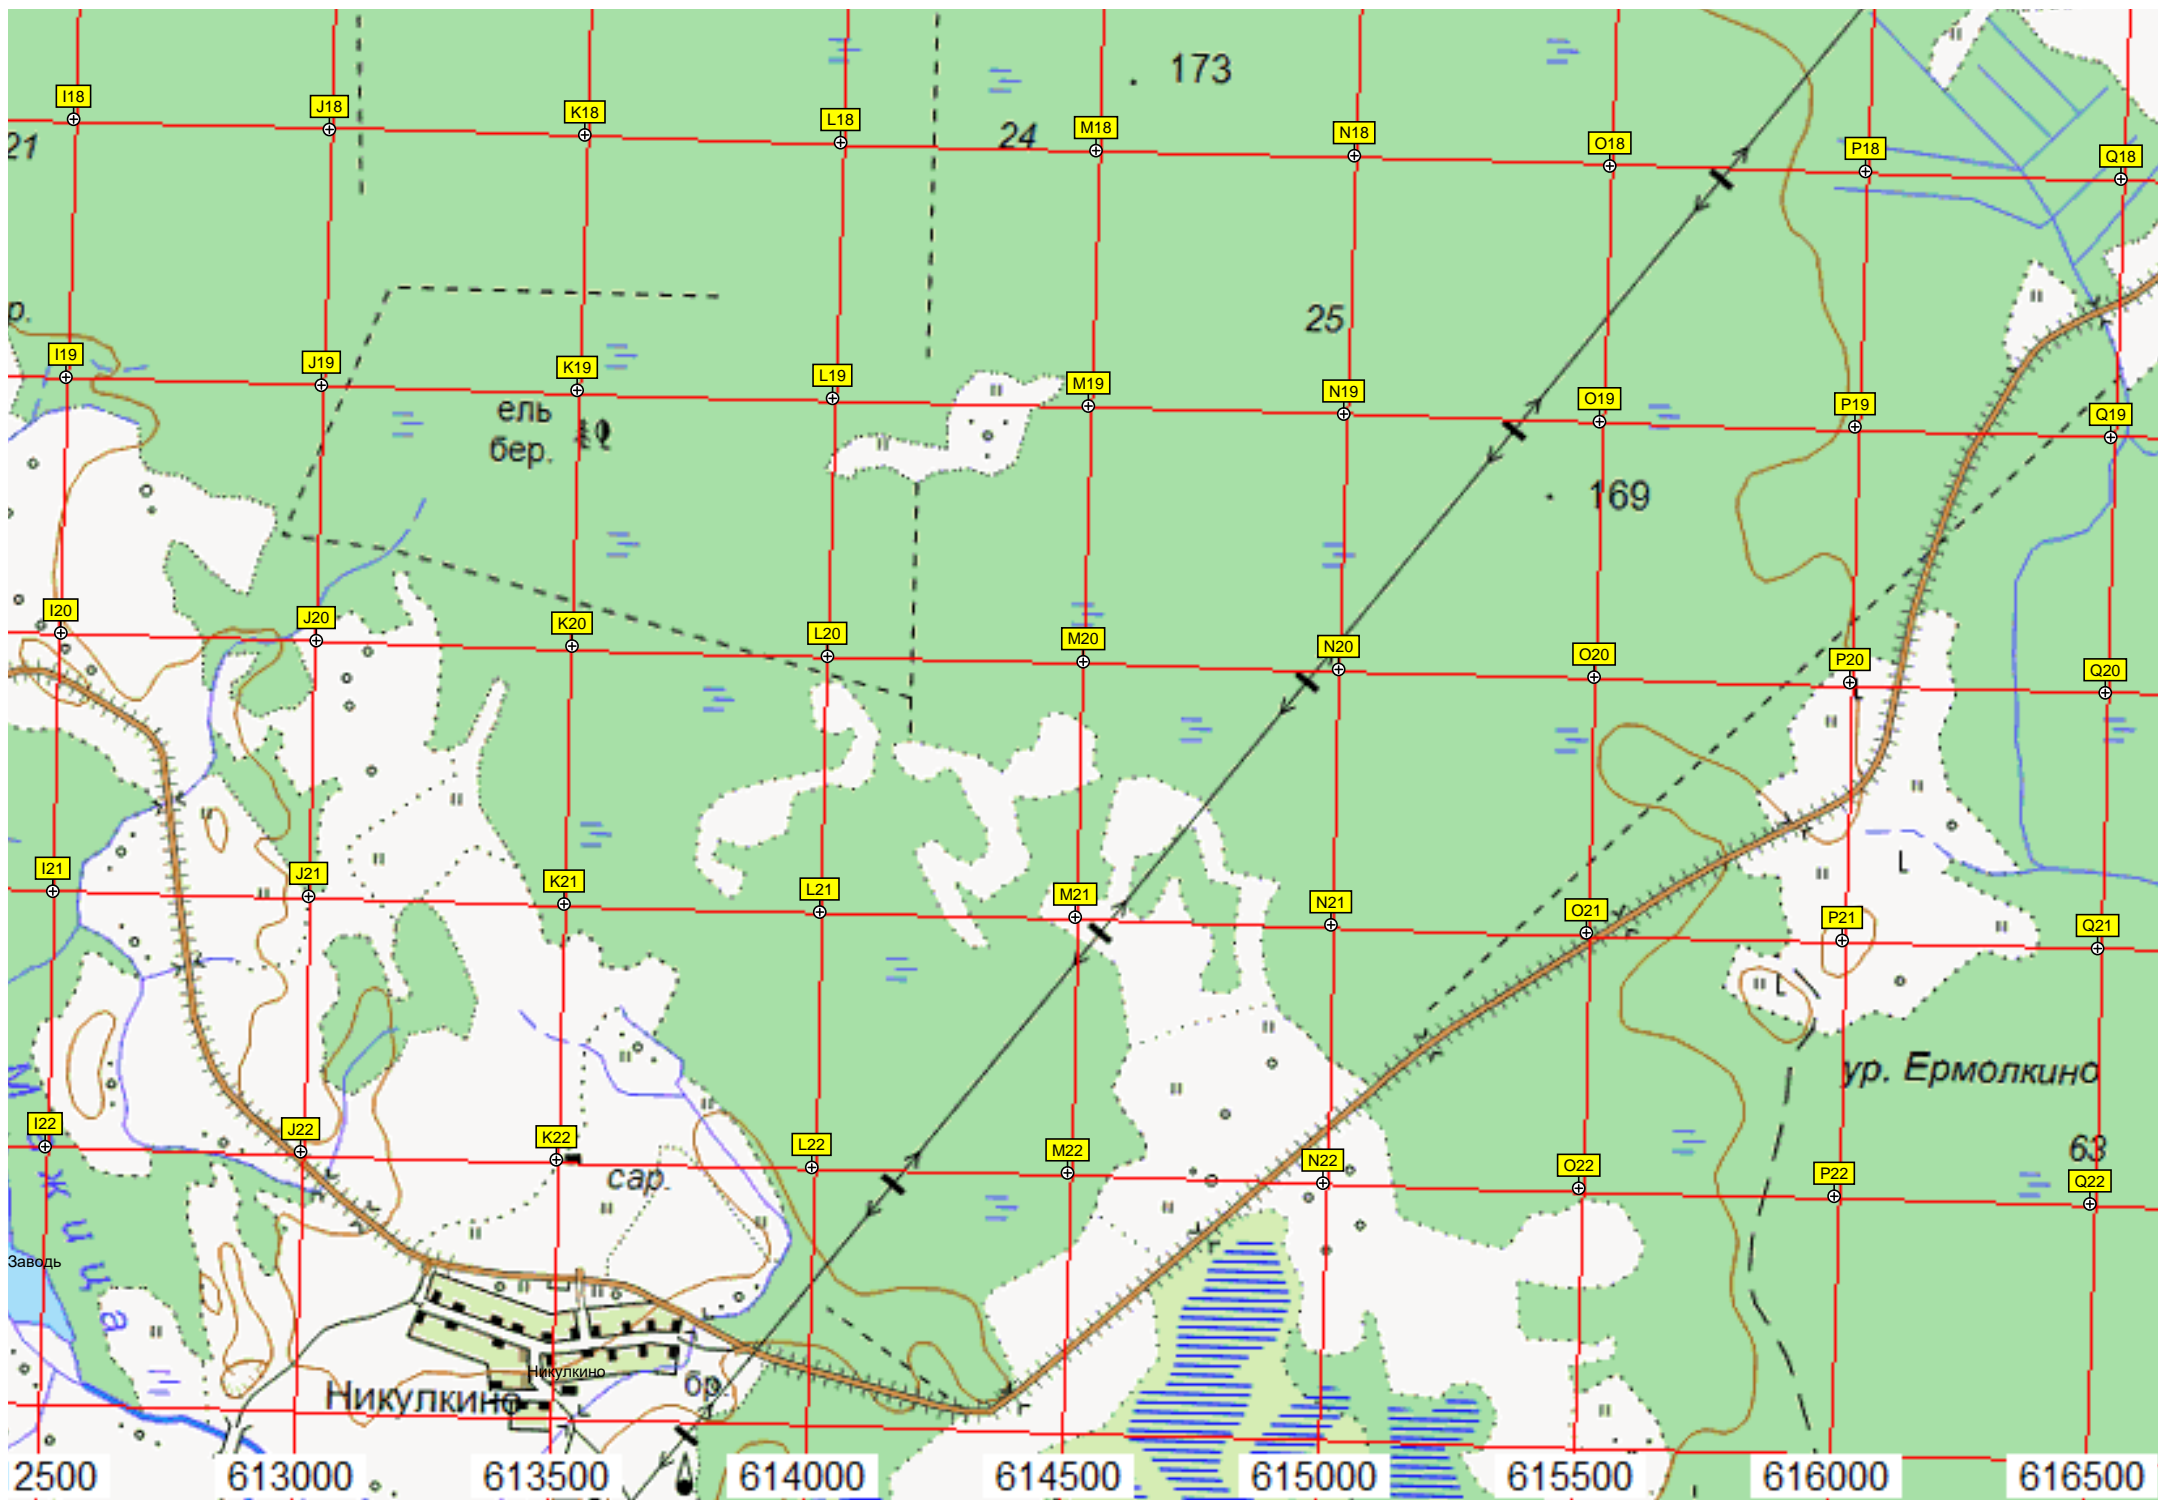 173
I18 J18 K18 L18 M18 N18 O18 P18 Q18
21
24
р.
25
I19 J19 K19 L19 M19 N19 O19 P19 Q19
ель
бер.
169
I20 J20 K20 L20 M20 N20 O20 P20 Q20
I21 J21 K21 L21 M21 N21 O21 P21 Q21
ур. Ермолкино
63
I22 J22 K22 L22 M22 N22 O22 P22 Q22
сар.
М ж и ц а
Заводь
Никулкино
Никулкино
бр
2500 613000 613500 614000 614500 615000 615500 616000 616500